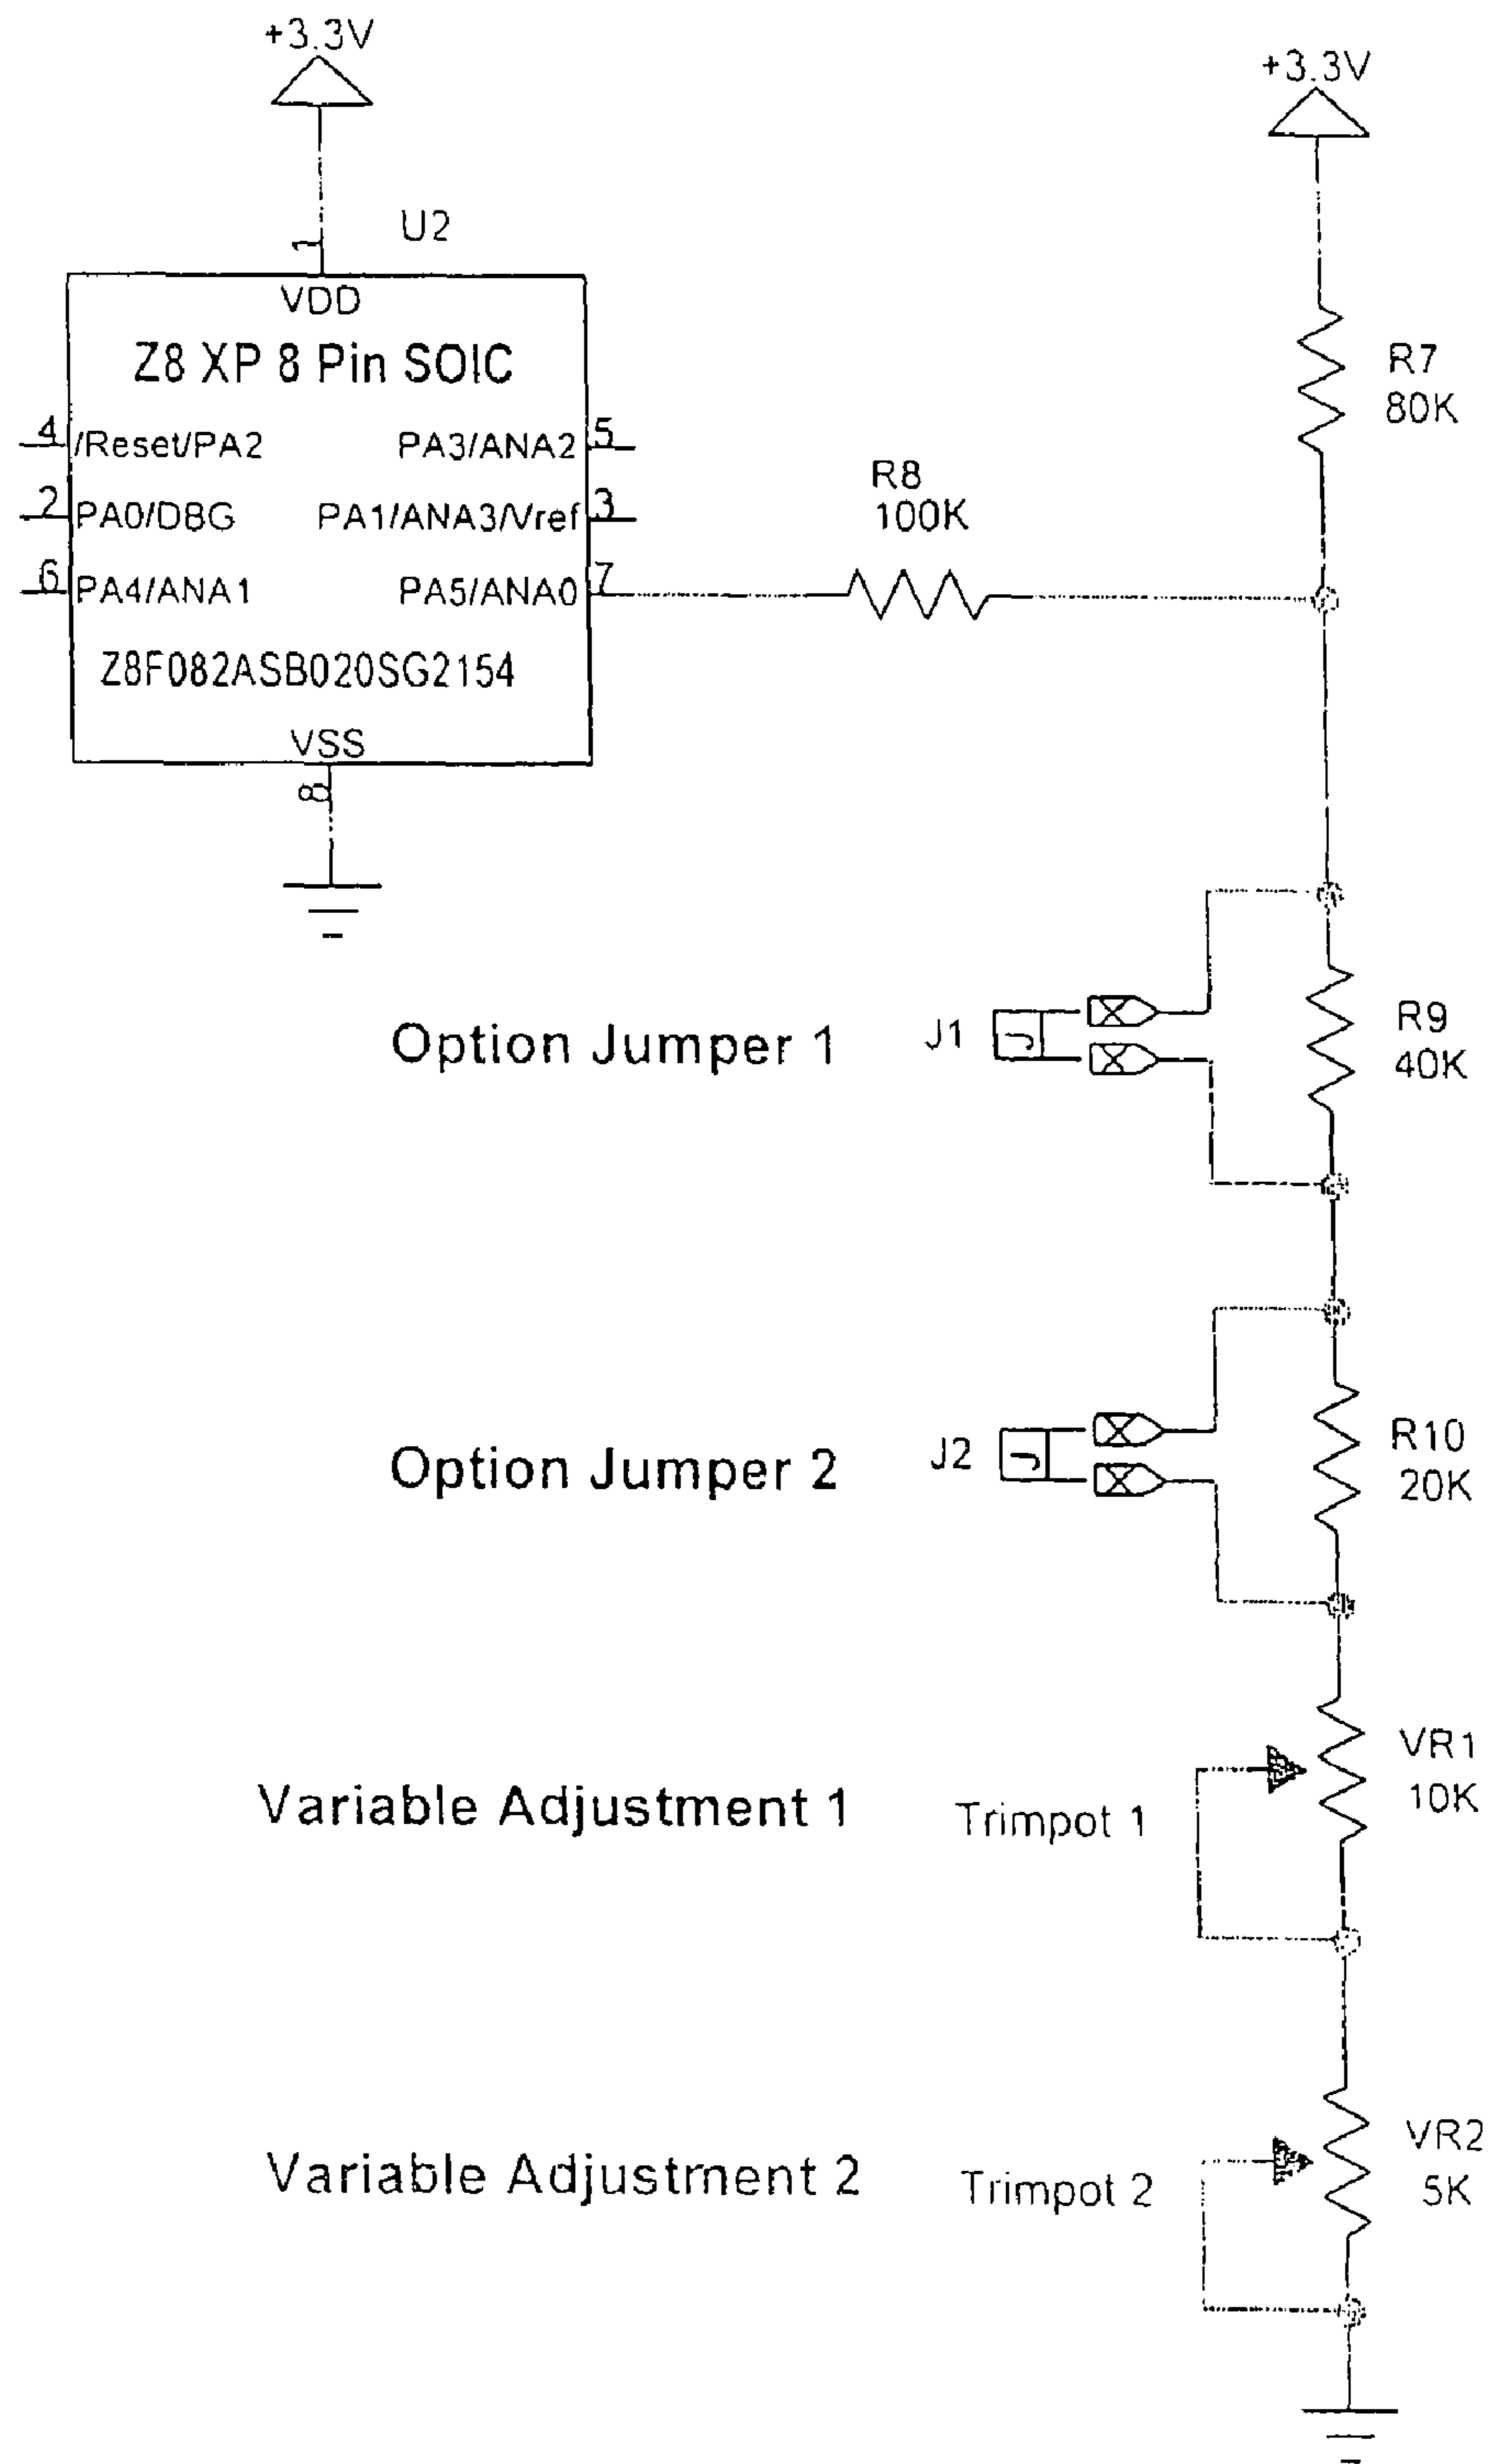 +3.3V
+3.3V
U2
1
VDD
Z8 XP 8 Pin SOIC
R7
80K
4
/Reset/PA2
PA3/ANA2
5
2
PA0/DBG
PA1/ANA3/Vref
3
6
PA4/ANA1
PA5/ANA0
7
R8
100K
Z8F082ASB020SG2154
VSS
8
Option Jumper 1
J1
J
R9
40K
Option Jumper 2
J2
J
R10
20K
Variable Adjustment 1
Trimpot 1
VR1
10K
Variable Adjustment 2
Trimpot 2
VR2
5K